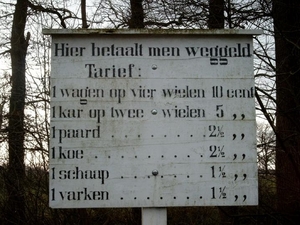 Hier betaalt men weggeld
Tarief:
1 wagen op vier wielen 10 cent
1 kar op twee wielen 5 ,,
1 paard . . . . . . . 2½ ,,
1 koe . . . . . . . . 2½ ,,
1 schaap . . . . . . 1½ ,,
1 varken . . . . . . 1½ ,,